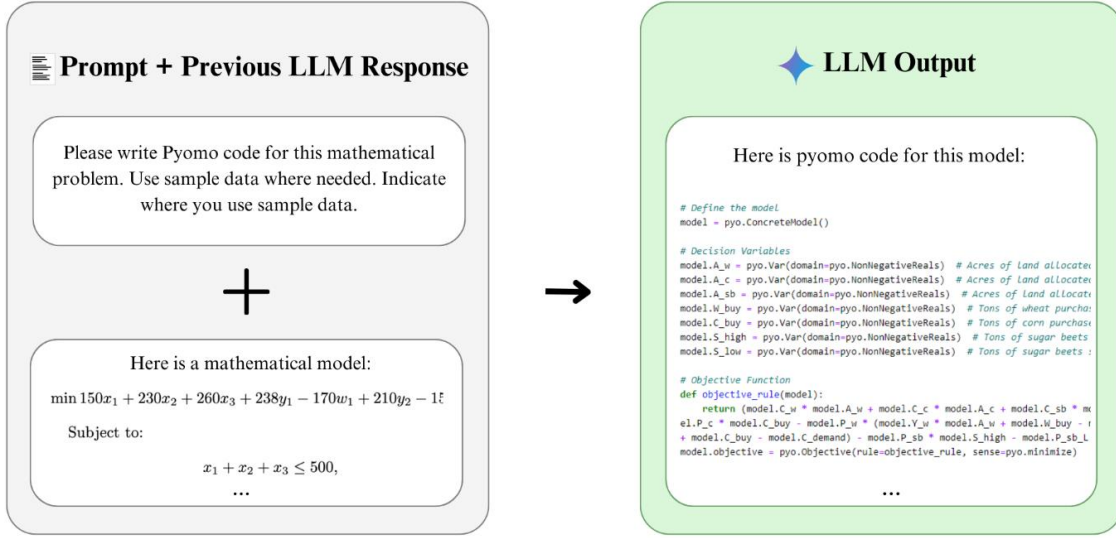 Prompt + Previous LLM Response
Please write Pyomo code for this mathematical
problem. Use sample data where needed. Indicate
where you use sample data.
+
Here is a mathematical model:
min 150x₁ + 230x₂ + 260x₃ + 238y₁ − 170w₁ + 210y₂ − 15
Subject to:
x₁ + x₂ + x₃ ≤ 500,
...
LLM Output
Here is pyomo code for this model:
# Define the model
model = pyo.ConcreteModel()
# Decision Variables
model.A_w = pyo.Var(domain=pyo.NonNegativeReals)  # Acres of land allocated
model.A_c = pyo.Var(domain=pyo.NonNegativeReals)  # Acres of land allocated
model.A_sb = pyo.Var(domain=pyo.NonNegativeReals)  # Acres of land allocat
model.W_buy = pyo.Var(domain=pyo.NonNegativeReals)  # Tons of wheat purcha
model.C_buy = pyo.Var(domain=pyo.NonNegativeReals)  # Tons of corn purchase
model.S_high = pyo.Var(domain=pyo.NonNegativeReals)  # Tons of sugar beets
model.S_low = pyo.Var(domain=pyo.NonNegativeReals)  # Tons of sugar beets s
# Objective Function
def objective_rule(model):
return (model.C_w * model.A_w + model.C_c * model.A_c + model.C_sb * mo
el.P_c * model.C_buy - model.P_w * (model.Y_w * model.A_w + model.W_buy - m
+ model.C_buy - model.C_demand) - model.P_sb * model.S_high - model.P_sb_L
model.objective = pyo.Objective(rule=objective_rule, sense=pyo.minimize)
...